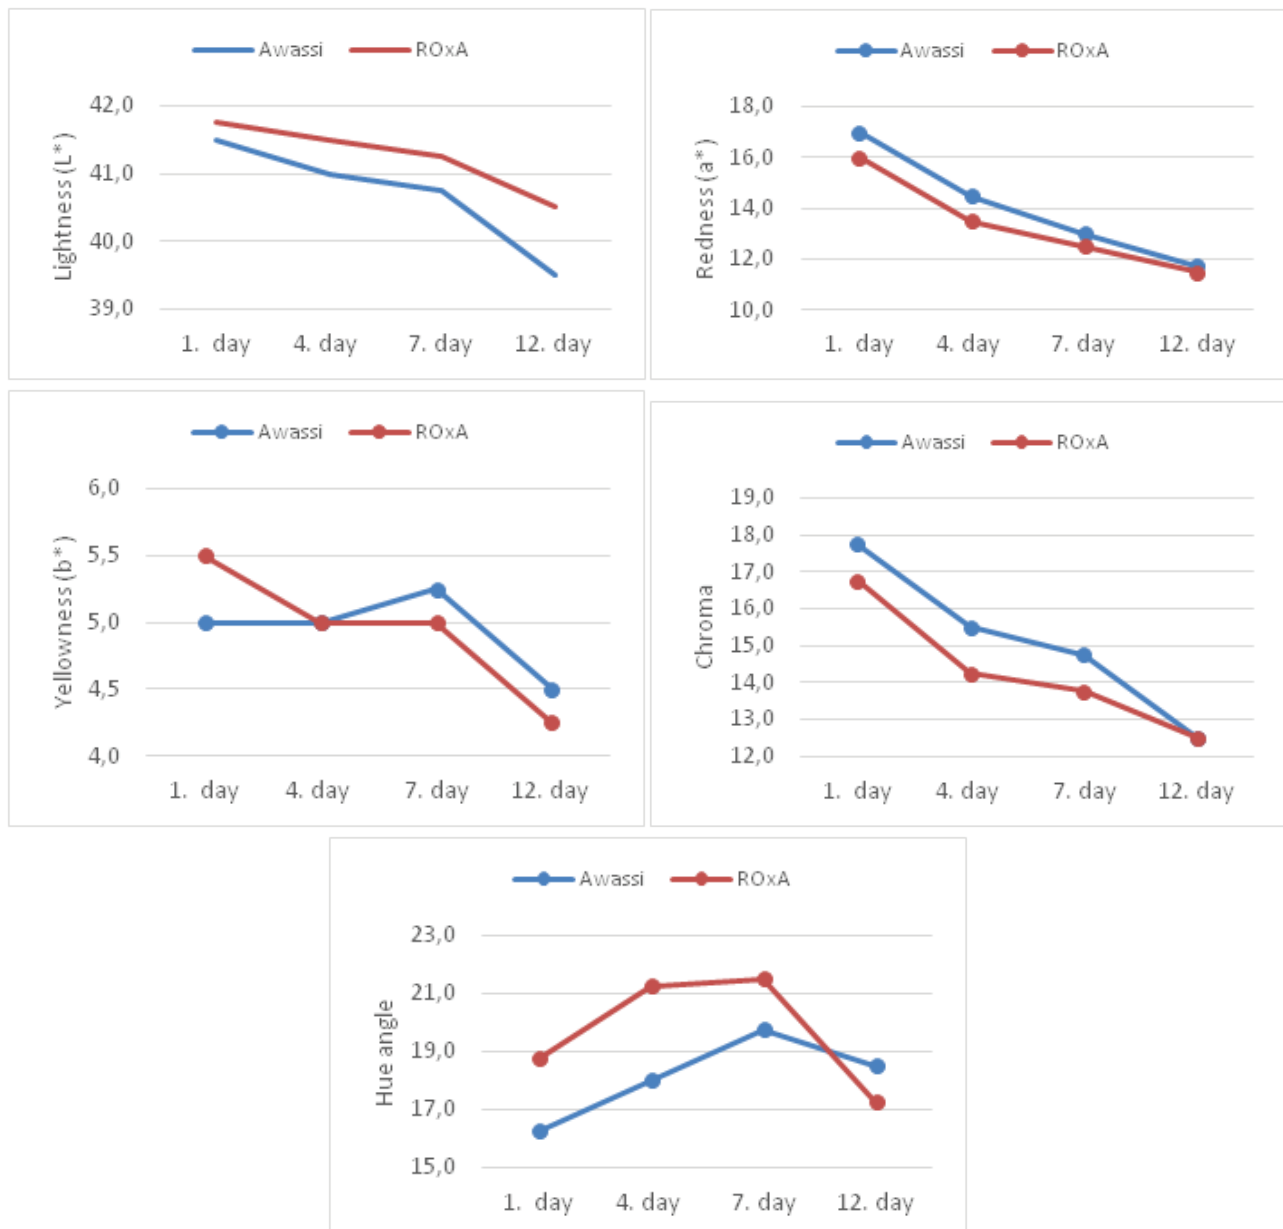 Awassi ROxA
Lightness (L*)
42,0
41,0
40,0
39,0
1. day 4. day 7. day 12. day
Awassi ROxA
Redness (a*)
18,0
16,0
14,0
12,0
10,0
1. day 4. day 7. day 12. day
Awassi ROxA
Yellowness (b*)
6,0
5,5
5,0
4,5
4,0
1. day 4. day 7. day 12. day
Awassi ROxA
Chroma
19,0
18,0
17,0
16,0
15,0
14,0
13,0
12,0
1. day 4. day 7. day 12. day
Awassi ROxA
Hue angle
23,0
21,0
19,0
17,0
15,0
1. day 4. day 7. day 12. day